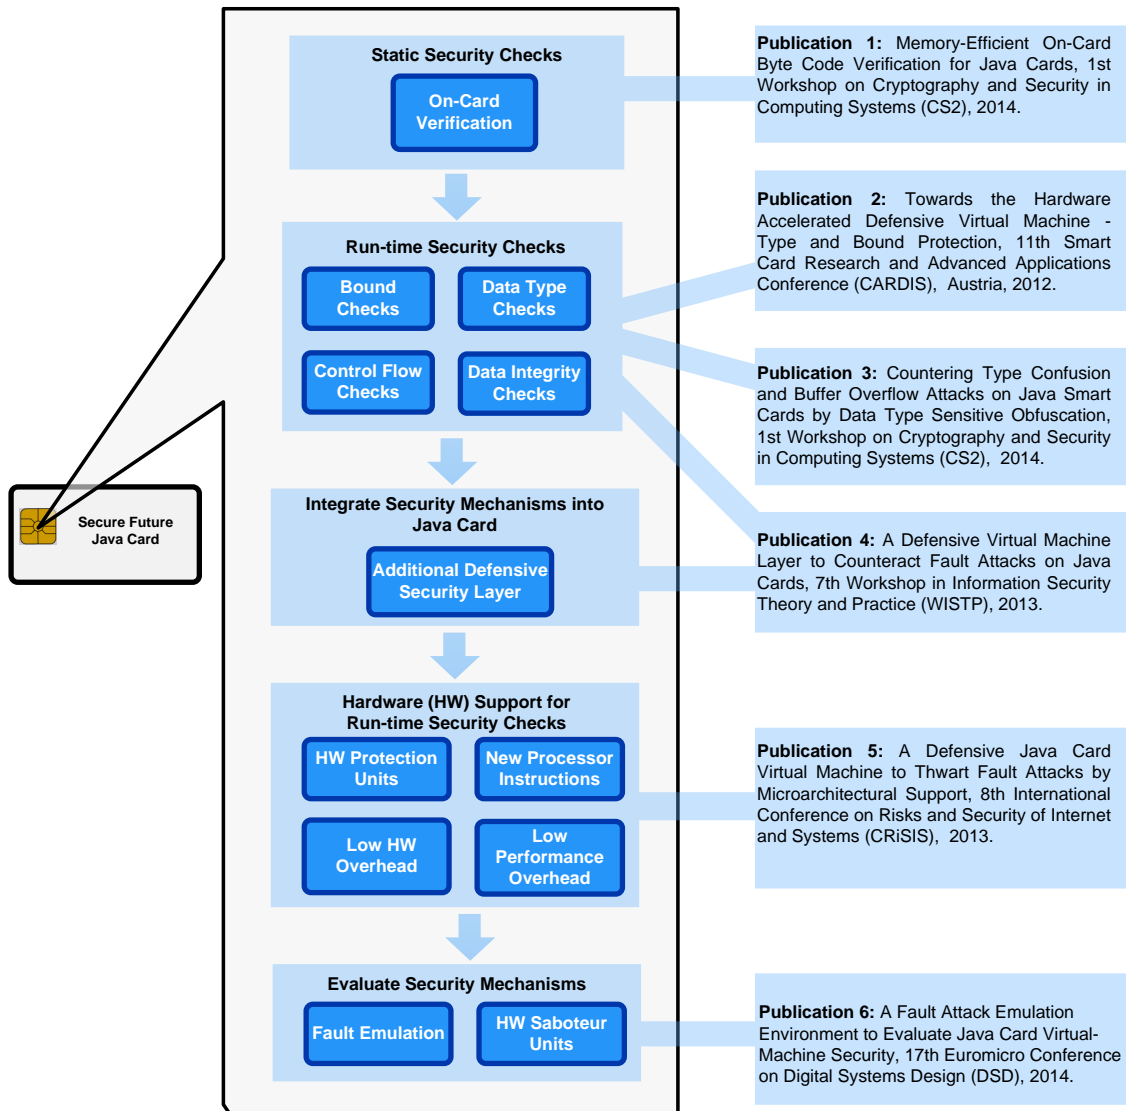 Static Security Checks
On-Card
Verification
Publication 1: Memory-Efficient On-Card
Byte Code Verification for Java Cards, 1st
Workshop on Cryptography and Security in
Computing Systems (CS2), 2014.
Run-time Security Checks
Bound
Checks
Data Type
Checks
Control Flow
Checks
Data Integrity
Checks
Publication 2: Towards the Hardware
Accelerated Defensive Virtual Machine -
Type and Bound Protection, 11th Smart
Card Research and Advanced Applications
Conference (CARDIS), Austria, 2012.
Publication 3: Countering Type Confusion
and Buffer Overflow Attacks on Java Smart
Cards by Data Type Sensitive Obfuscation,
1st Workshop on Cryptography and Security
in Computing Systems (CS2), 2014.
Secure Future
Java Card
Integrate Security Mechanisms into
Java Card
Additional Defensive
Security Layer
Publication 4: A Defensive Virtual Machine
Layer to Counteract Fault Attacks on Java
Cards, 7th Workshop in Information Security
Theory and Practice (WISTP), 2013.
Hardware (HW) Support for
Run-time Security Checks
HW Protection
Units
New Processor
Instructions
Low HW
Overhead
Low
Performance
Overhead
Publication 5: A Defensive Java Card
Virtual Machine to Thwart Fault Attacks by
Microarchitectural Support, 8th International
Conference on Risks and Security of Internet
and Systems (CRiSIS), 2013.
Evaluate Security Mechanisms
Fault Emulation
HW Saboteur
Units
Publication 6: A Fault Attack Emulation
Environment to Evaluate Java Card Virtual-
Machine Security, 17th Euromicro Conference
on Digital Systems Design (DSD), 2014.